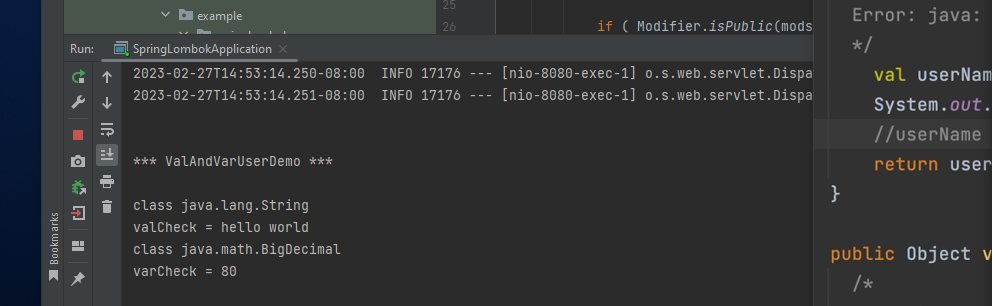 example
25
26 if ( Modifier.isPublic(mods
Run: SpringLombokApplication
2023-02-27T14:53:14.250-08:00 INFO 17176 --- [nio-8080-exec-1] o.s.web.servlet.Dispa
2023-02-27T14:53:14.251-08:00 INFO 17176 --- [nio-8080-exec-1] o.s.web.servlet.Dispa
*** ValAndVarUserDemo ***
class java.lang.String
valCheck = hello world
class java.math.BigDecimal
varCheck = 80
Bookmarks
Error: java:
*/
val userNam
System.out.
//userName
return user
}
public Object v
/*